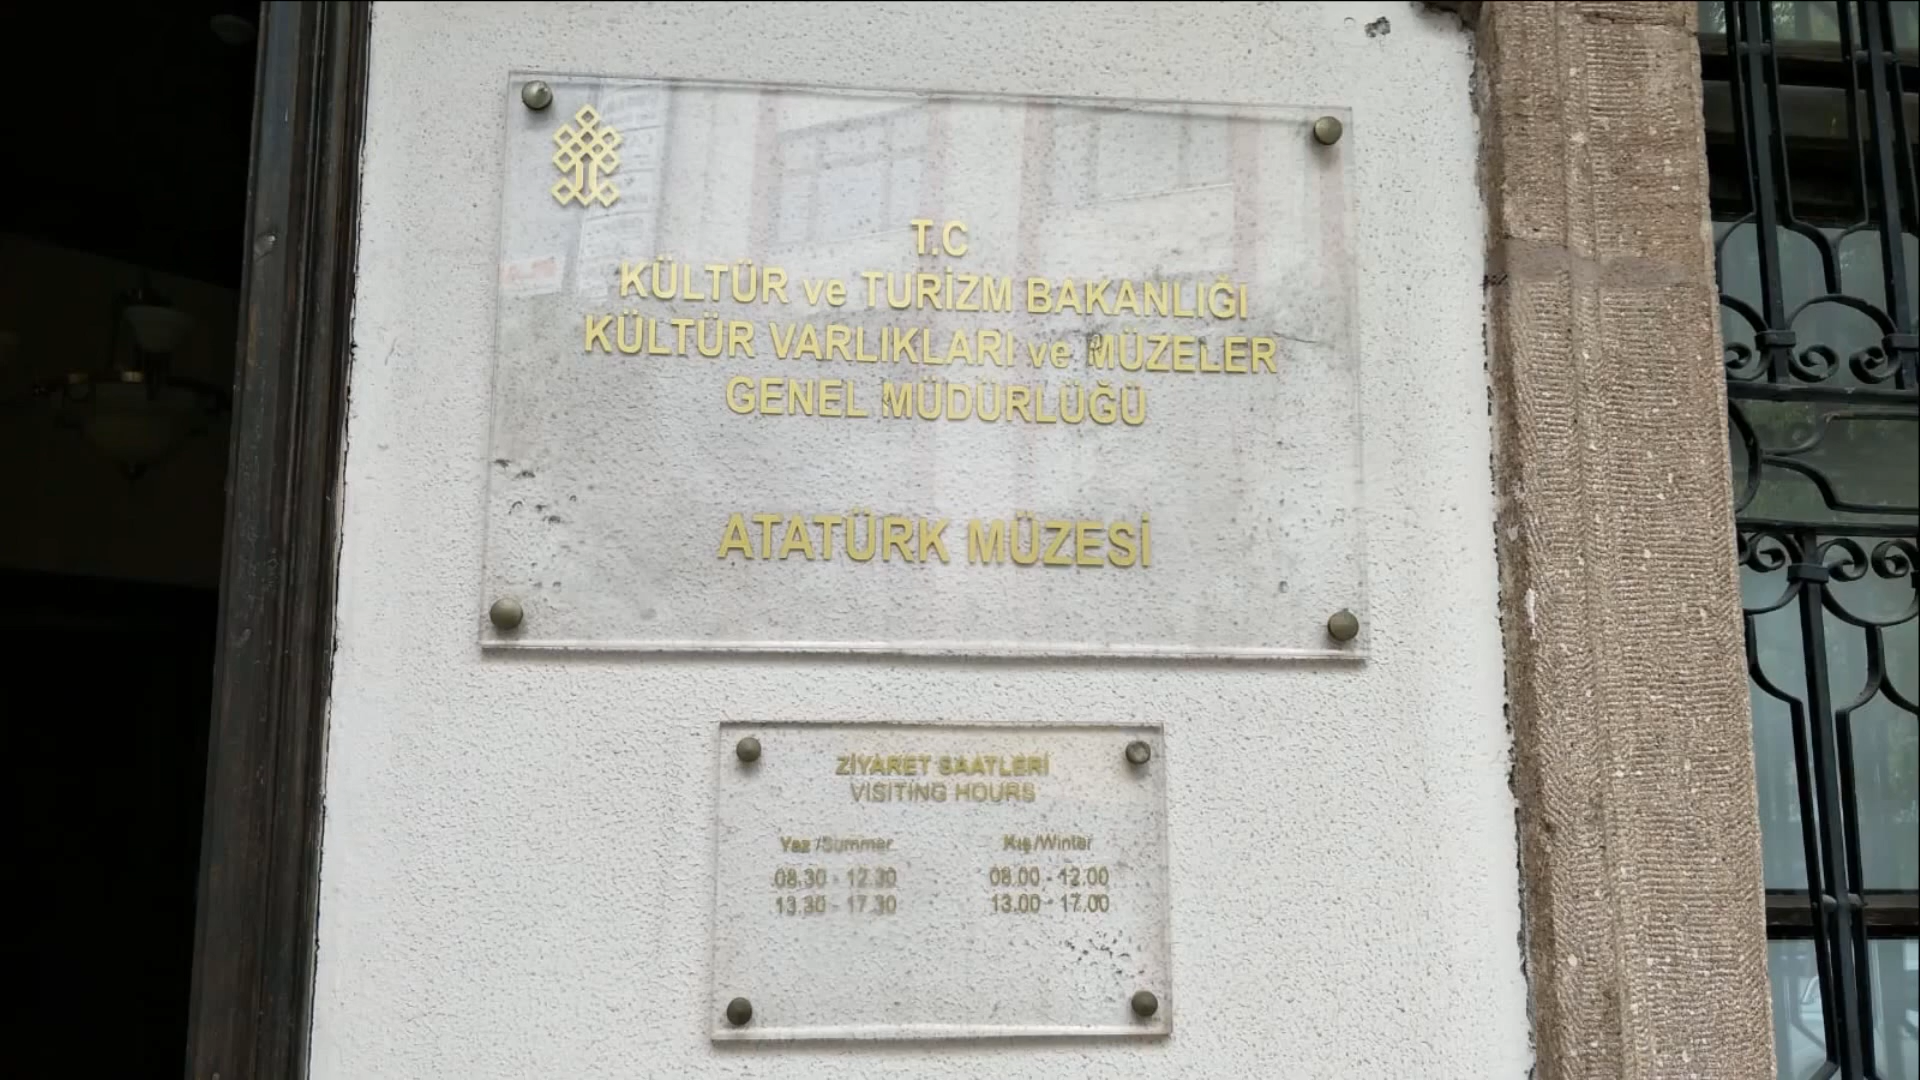 T.C
KÜLTÜR ve TURİZM BAKANLIĞI
KÜLTÜR VARLIKLARI ve MÜZELER
GENEL MÜDÜRLÜĞÜ
ATATÜRK MÜZESİ
ZİYARET SAATLERİ
VISITING HOURS
Yaz /Summer Kış/Winter
08.30 - 12.30 08.00 - 12.00
13.30 - 17.30 13.00 - 17.00